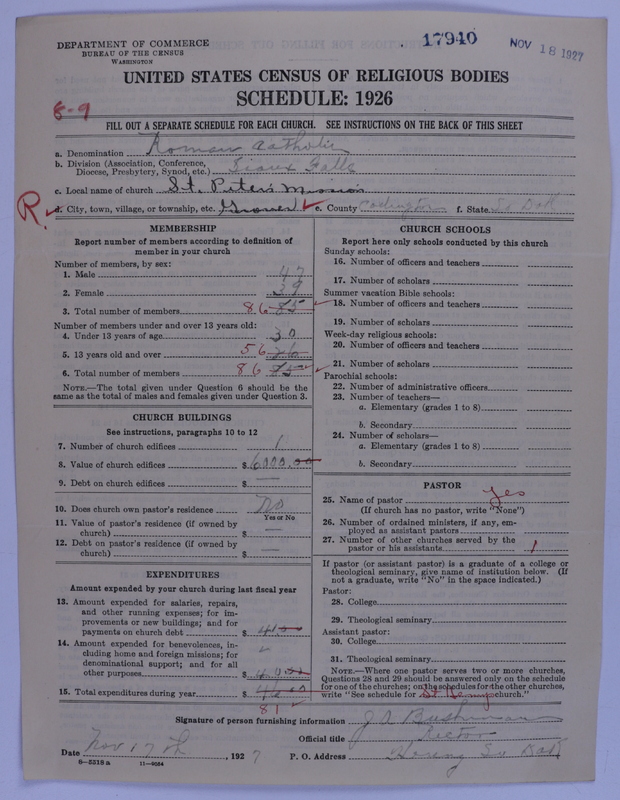 DEPARTMENT OF COMMERCE
BUREAU OF THE CENSUS
WASHINGTON
17940
NOV 18 1927
UNITED STATES CENSUS OF RELIGIOUS BODIES
SCHEDULE: 1926
8-9
FILL OUT A SEPARATE SCHEDULE FOR EACH CHURCH. SEE INSTRUCTIONS ON THE BACK OF THIS SHEET
a. Denomination Roman Catholic
b. Division (Association, Conference, Diocese, Presbytery, Synod, etc.) Sioux Falls
c. Local name of church St. Peter's Mission
R. d. City, town, village, or township, etc. Grover e. County Codington f. State So Dak
MEMBERSHIP
Report number of members according to definition of
member in your church
Number of members, by sex:
1. Male 47
2. Female 39
3. Total number of members 86 85
Number of members under and over 13 years old:
4. Under 13 years of age 30
5. 13 years old and over 56
6. Total number of members 86 85
NOTE.—The total given under Question 6 should be
same as the total of males and females given under Question 3.
CHURCH BUILDINGS
See instructions, paragraphs 10 to 12
7. Number of church edifices 1
8. Value of church edifices $6000.00
9. Debt on church edifices $ —
10. Does church own pastor's residence? No
Yes or No
11. Value of pastor's residence (if owned by
church) $ —
12. Debt on pastor's residence (if owned by
church) $ —
EXPENDITURES
Amount expended by your church during last fiscal year
13. Amount expended for salaries, repairs,
and other running expenses; for im-
provements or new buildings; and for
payments on church debt $
14. Amount expended for benevolences, in-
cluding home and foreign missions; for
denominational support; and for all
other purposes $
15. Total expenditures during year $
81
CHURCH SCHOOLS
Report here only schools conducted by this church
Sunday schools:
16. Number of officers and teachers
17. Number of scholars
Summer vacation Bible schools:
18. Number of officers and teachers
19. Number of scholars
Week-day religious schools:
20. Number of officers and teachers
21. Number of scholars
Parochial schools:
22. Number of administrative officers
23. Number of teachers—
a. Elementary (grades 1 to 8)
b. Secondary
24. Number of scholars—
a. Elementary (grades 1 to 8)
b. Secondary
PASTOR
25. Name of pastor Yes
(If church has no pastor, write "None")
26. Number of ordained ministers, if any, em-
ployed as assistant pastors
27. Number of other churches served by the
pastor or his assistants 1
If pastor (or assistant pastor) is a graduate of a college or
theological seminary, give name of institution below. (If
not a graduate, write "No" in the space indicated.)
Pastor:
28. College
29. Theological seminary
Assistant pastor:
30. College
31. Theological seminary
NOTE.—Where one pastor serves two or more churches,
Questions 28 and 29 should be answered only on the schedule
for one of the churches; on the schedules for the other churches,
write "See schedule for St Henry church."
Signature of person furnishing information
Official title Rector
Date Nov 17th, 1927 P. O. Address So Dak
8-5518a 11-9054